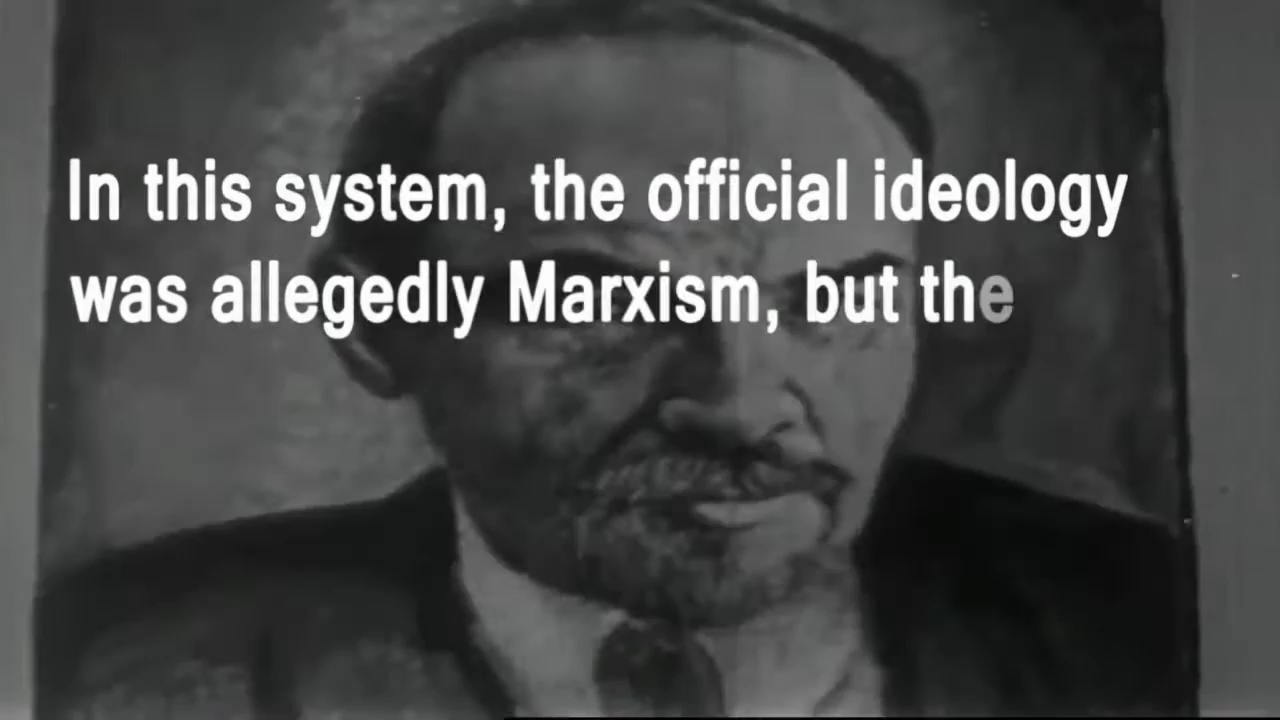 In this system, the official ideology
was allegedly Marxism, but the